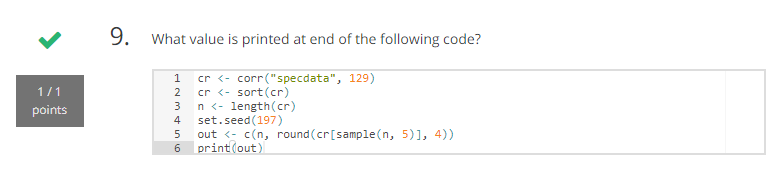 9. What value is printed at end of the following code?
1 / 1
points
1 cr <- corr("specdata", 129)
2 cr <- sort(cr)
3 n <- length(cr)
4 set.seed(197)
5 out <- c(n, round(cr[sample(n, 5)], 4))
6 print(out)